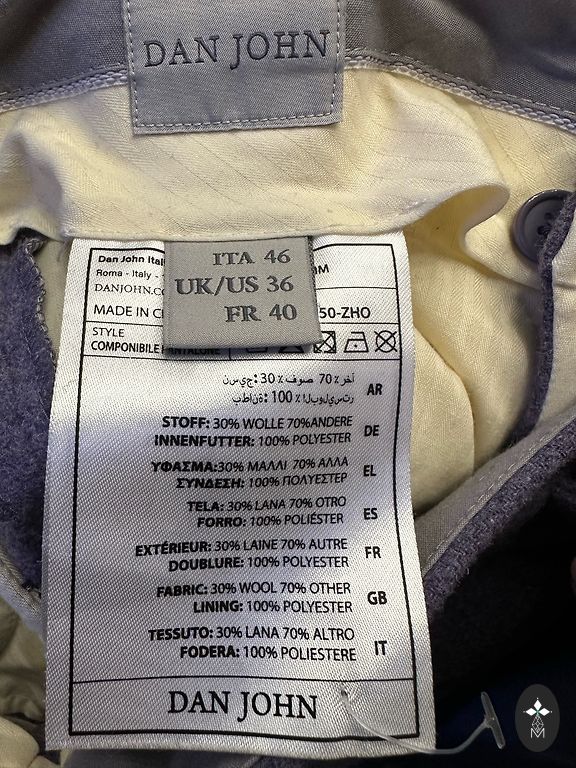 DAN JOHN
ITA 46
UK/US 36
FR 40
Dan John Ital
Roma - Italy -
DANJOHN.C
MADE IN C
50-ZHO
STYLE
COMPONIBILE PANTALONE
AR
STOFF: 30% WOLLE 70%ANDERE
INNENFUTTER: 100% POLYESTER
DE
ΥΦΑΣΜΑ:30% ΜΑΛΛΙ 70% ΑΛΛΑ
ΣΥΝΔΕΣΗ: 100% ΠΟΛΥΕΣΤΕΡ
EL
TELA: 30% LANA 70% OTRO
FORRO: 100% POLIÉSTER
ES
EXTÉRIEUR: 30% LAINE 70% AUTRE
DOUBLURE: 100% POLYESTER
FR
FABRIC: 30% WOOL 70% OTHER
LINING: 100% POLYESTER
GB
TESSUTO: 30% LANA 70% ALTRO
FODERA: 100% POLIESTERE
IT
DAN JOHN